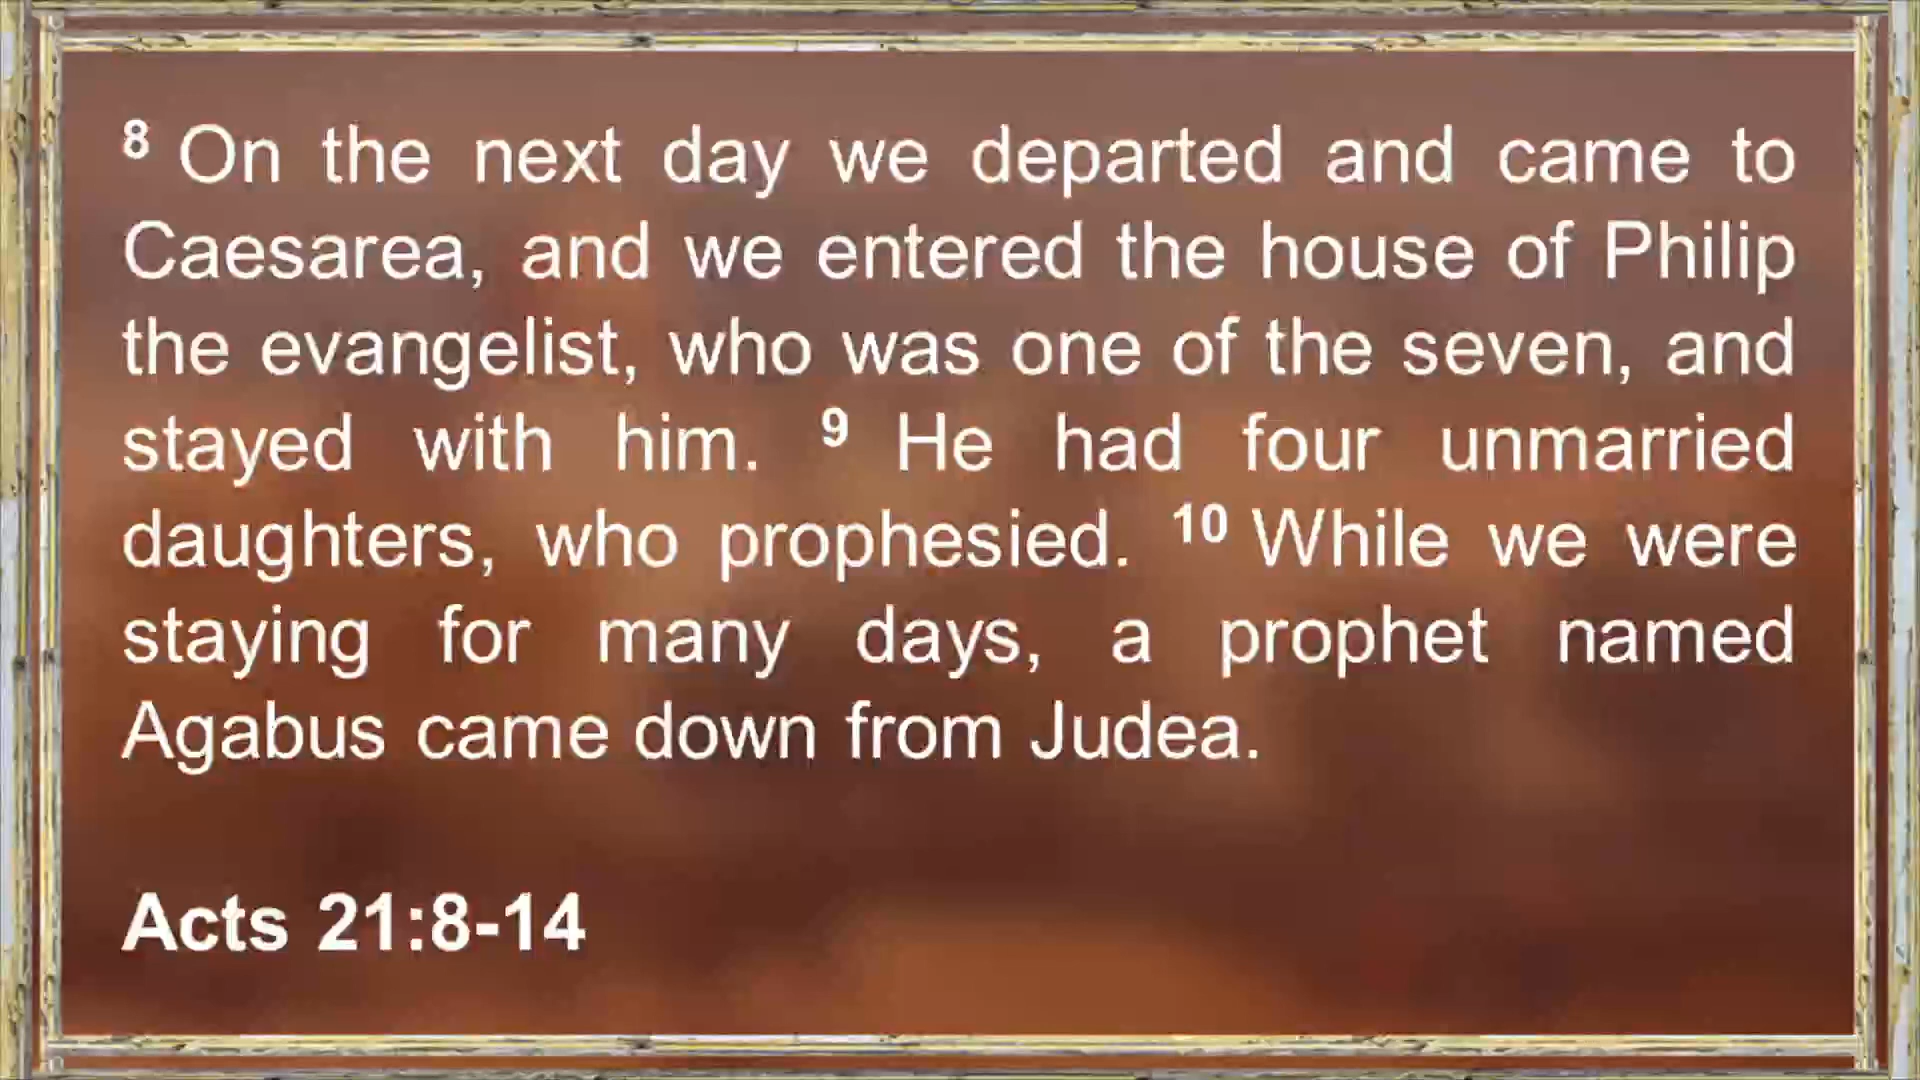 8 On the next day we departed and came to
Caesarea, and we entered the house of Philip
the evangelist, who was one of the seven, and
stayed with him. 9 He had four unmarried
daughters, who prophesied. 10 While we were
staying for many days, a prophet named
Agabus came down from Judea.
Acts 21:8-14